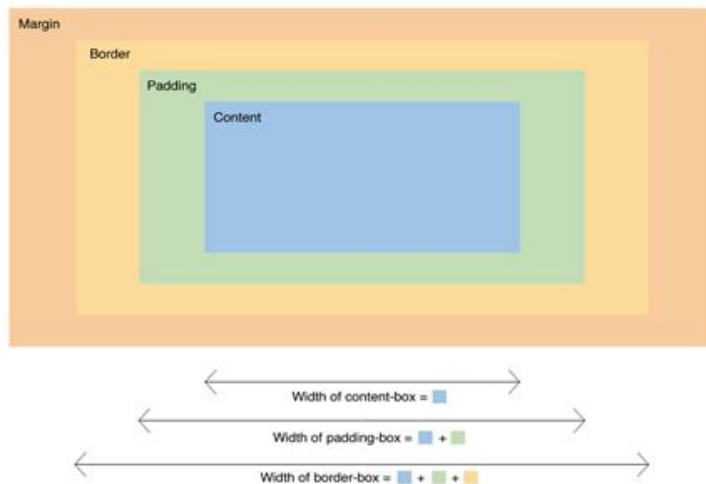 Margin
Border
Padding
Content
Width of content-box =
Width of padding-box = +
Width of border-box = + +